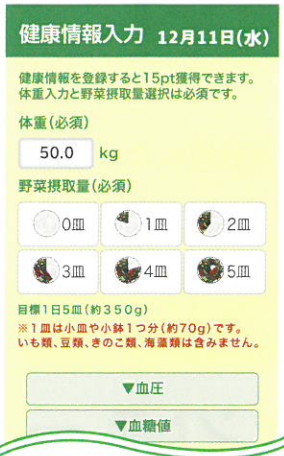 健康情報入力 12月11日(水)
健康情報を登録すると15pt獲得できます。
体重入力と野菜摂取量選択は必須です。
体重(必須)
50.0 kg
野菜摂取量(必須)
0皿 1皿 2皿
3皿 4皿 5皿
目標1日5皿(約350g)
※1皿は小皿や小鉢1つ分(約70g)です。
いも類、豆類、きのこ類、海藻類は含みません。
▼血圧
▼血糖値